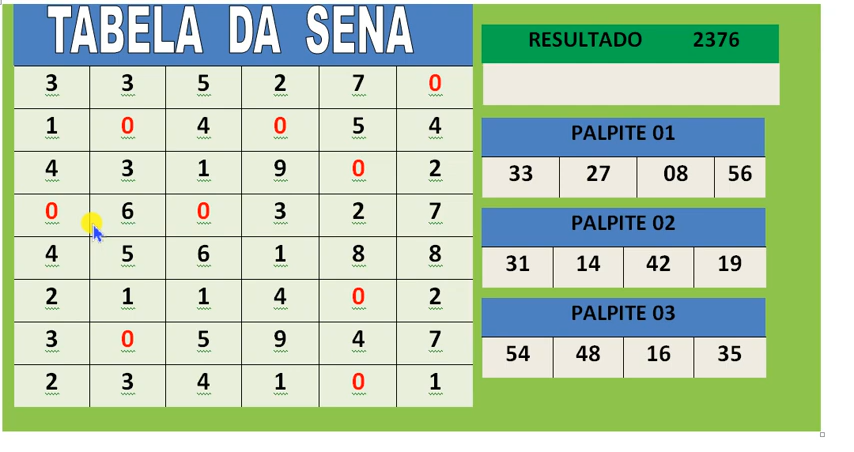 TABELA DA SENA
3 3 5 2 7 0
1 0 4 0 5 4
4 3 1 9 0 2
0 6 0 3 2 7
4 5 6 1 8 8
2 1 1 4 0 2
3 0 5 9 4 7
2 3 4 1 0 1
RESULTADO 2376
PALPITE 01
33 27 08 56
PALPITE 02
31 14 42 19
PALPITE 03
54 48 16 35